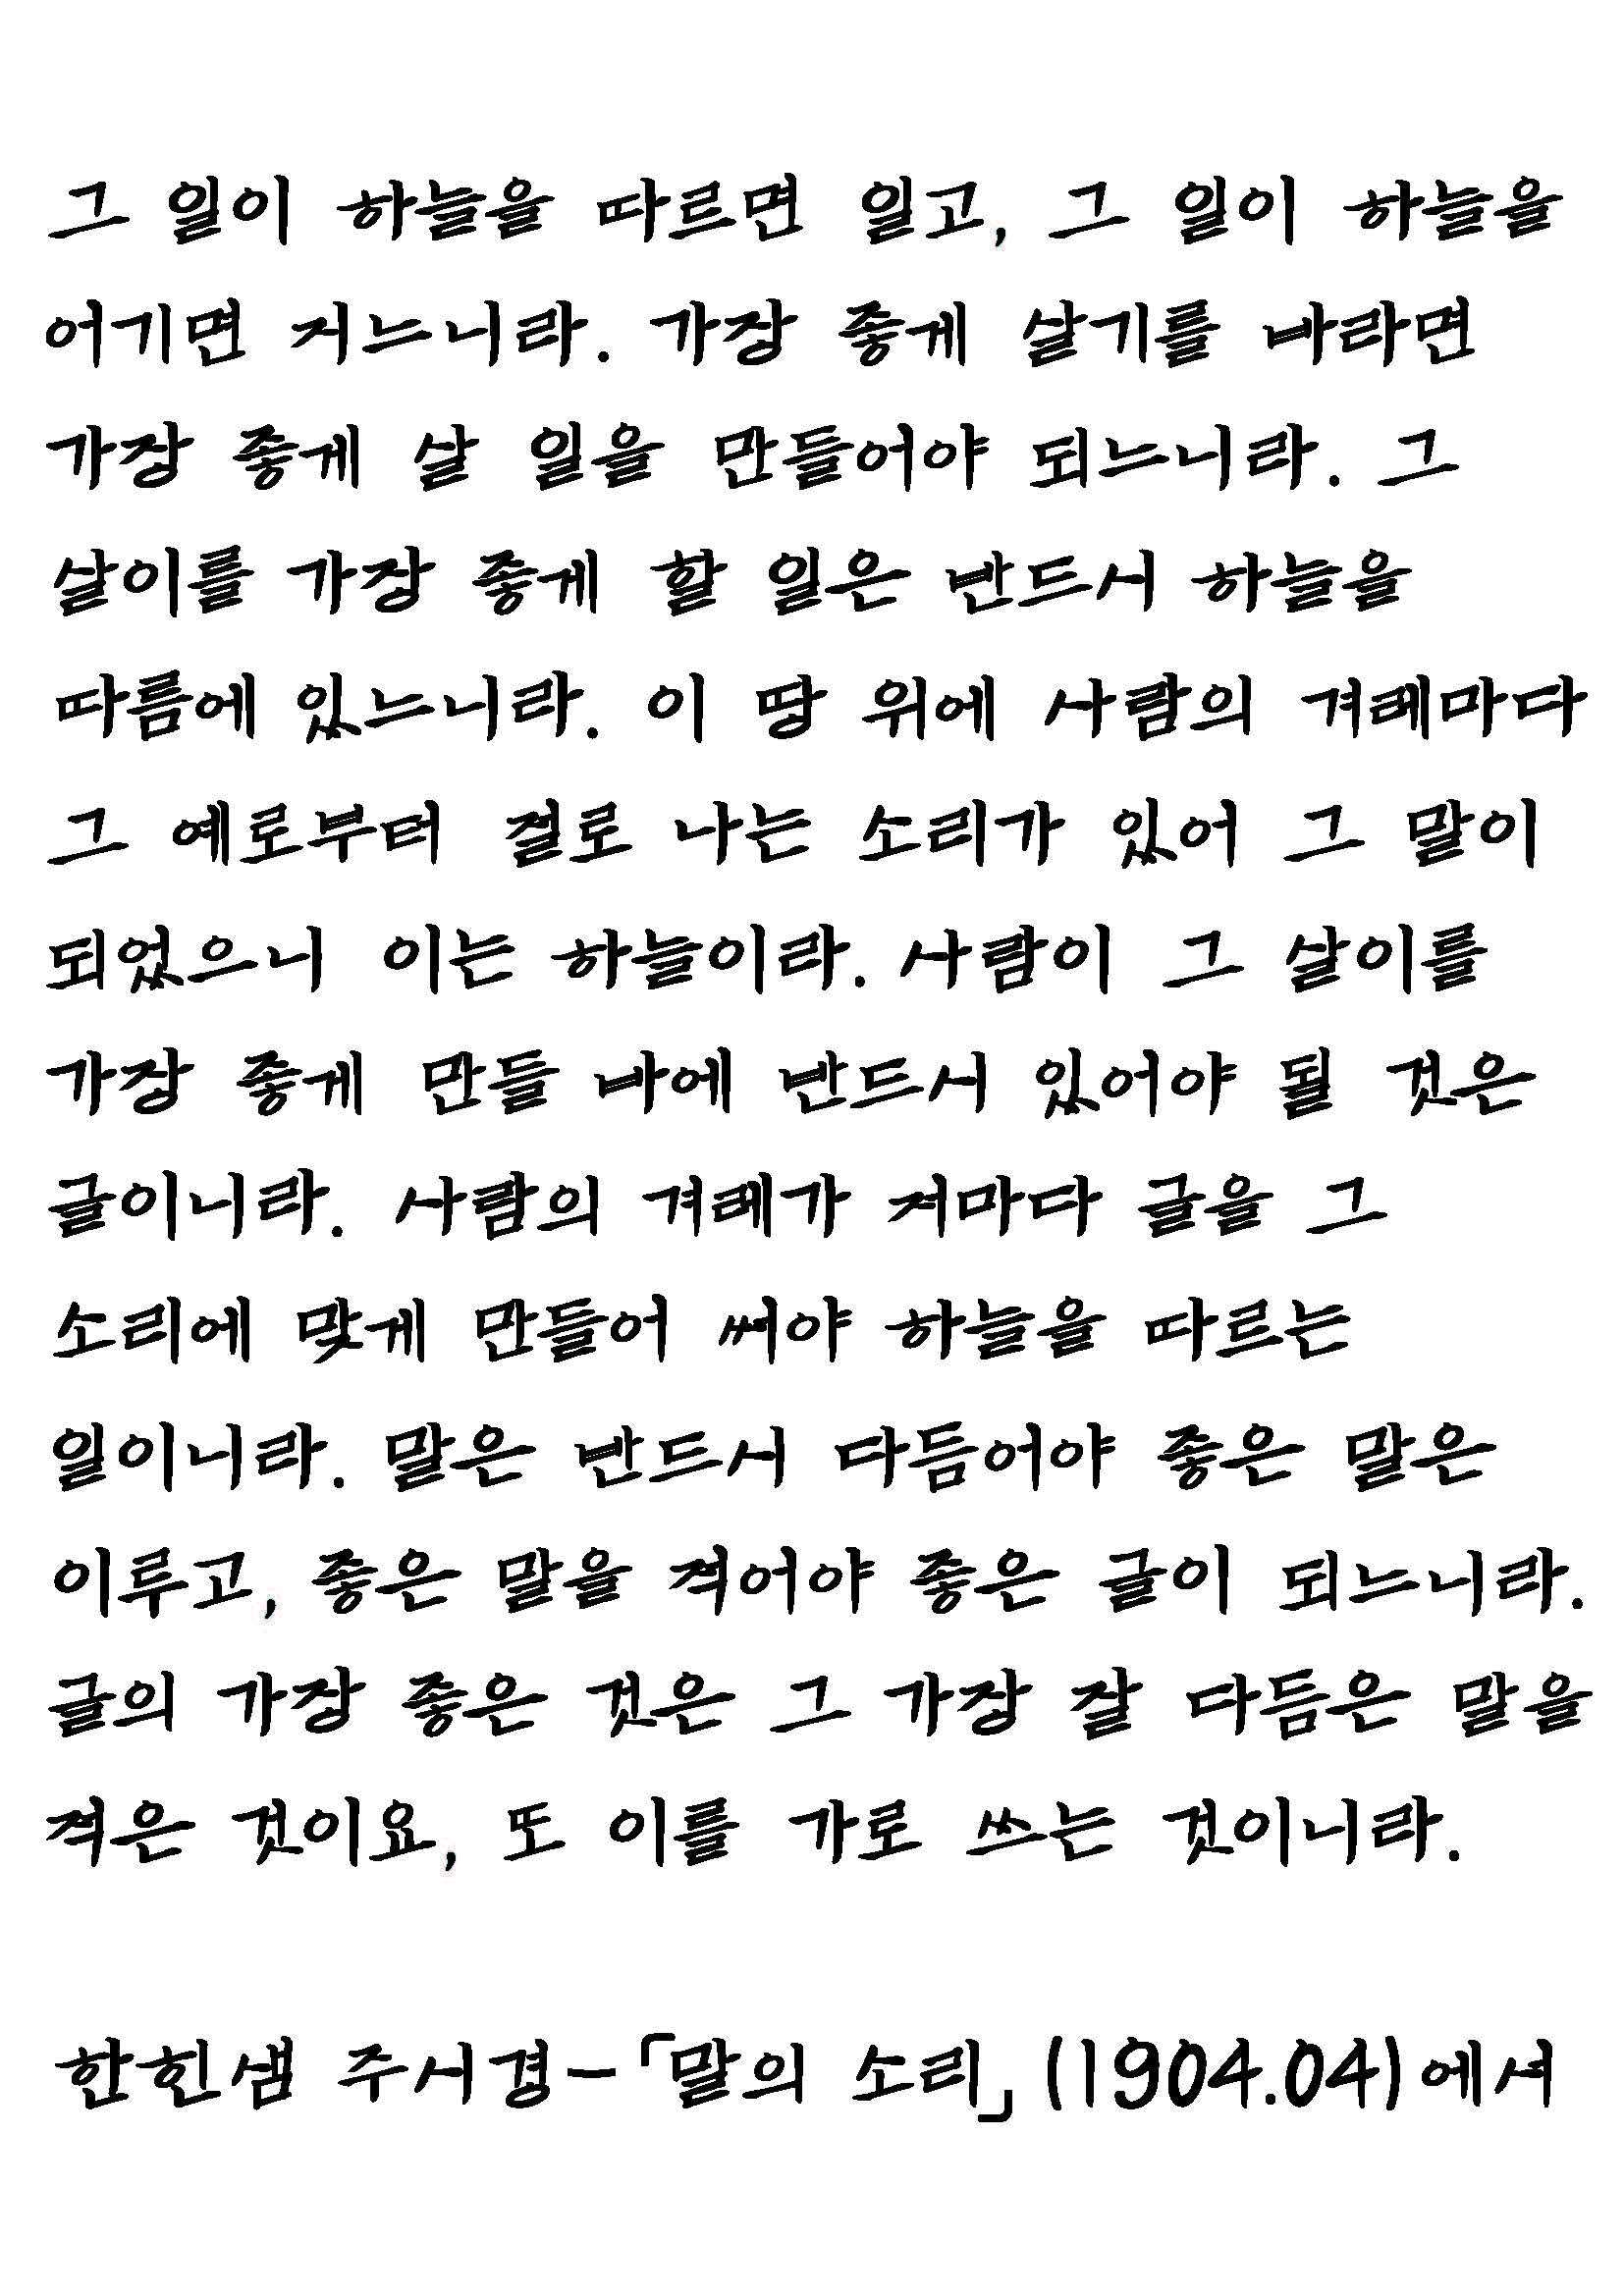 그 일이 하늘을 따르면 일고, 그 일이 하늘을
어기면 지느니라. 가장 좋게 살기를 바라면
가장 좋게 살 일을 만들어야 되느니라. 그
살이를 가장 좋게 할 일은 반드시 하늘을
따름에 있느니라. 이 땅 위에 사람의 겨레마다
그 예로부터 절로 나는 소리가 있어 그 말이
되었으니 이는 하늘이라. 사람이 그 살이를
가장 좋게 만들 바에 반드시 있어야 될 것은
글이니라. 사람의 겨레가 저마다 글을 그
소리에 맞게 만들어 써야 하늘을 따르는
일이니라. 말은 반드시 다듬어야 좋은 말은
이루고, 좋은 말을 적어야 좋은 글이 되느니라.
글의 가장 좋은 것은 그 가장 잘 다듬은 말을
적은 것이요, 또 이를 가로 쓰는 것이니라.
한힌샘 주시경-「말의 소리」 (1904.04)에서